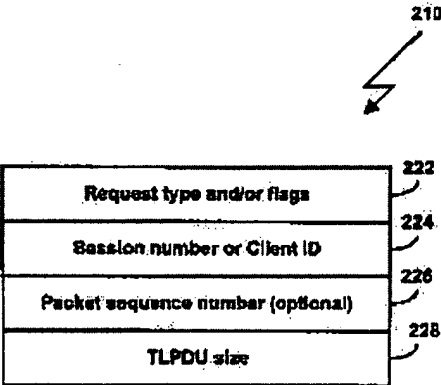 210
222
Request type and/or flags
224
Session number or Client ID
226
Packet sequence number (optional)
228
TLPDU size